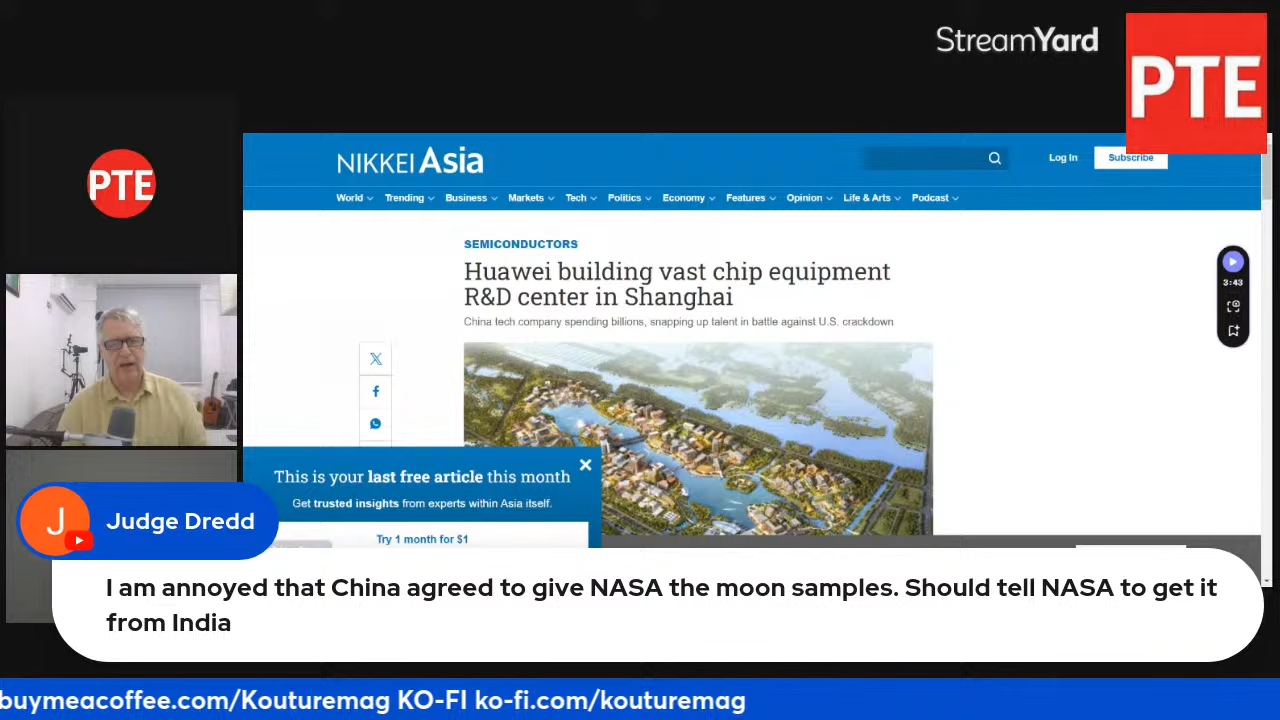 StreamYard
PTE
PTE
NIKKEI Asia
Log In
Subscribe
World
Trending
Business
Markets
Tech
Politics
Economy
Features
Opinion
Life & Arts
Podcast
SEMICONDUCTORS
Huawei building vast chip equipment
R&D center in Shanghai
China tech company spending billions, snapping up talent in battle against U.S. crackdown
3:43
This is your last free article this month
Get trusted insights from experts within Asia itself.
Try 1 month for $1
J
Judge Dredd
I am annoyed that China agreed to give NASA the moon samples. Should tell NASA to get it
from India
buymeacoffee.com/Kouturemag KO-FI ko-fi.com/kouturemag